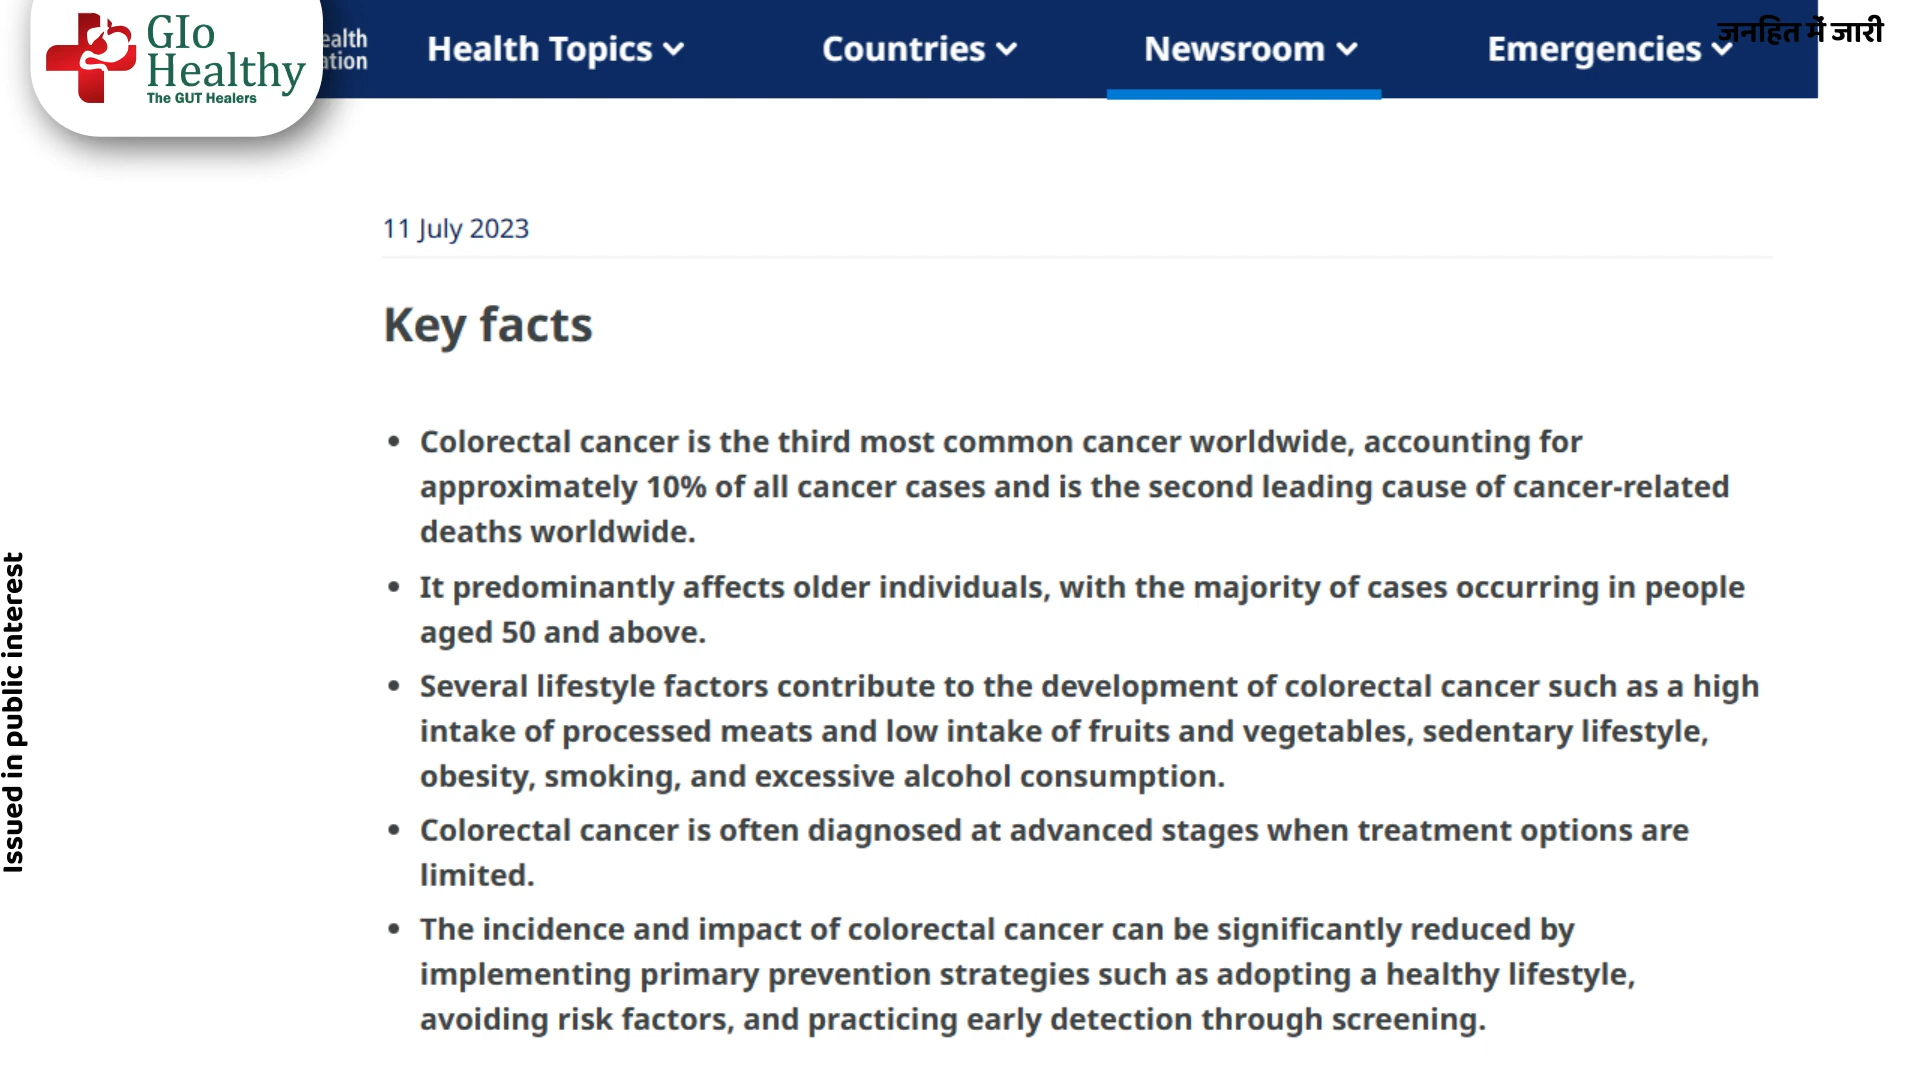 GIo
Healthy
The GUT Healers
ealth
ation
Health Topics
Countries
Newsroom
Emergencies
जनहित में जारी
11 July 2023
Key facts
• Colorectal cancer is the third most common cancer worldwide, accounting for
approximately 10% of all cancer cases and is the second leading cause of cancer-related
deaths worldwide.
• It predominantly affects older individuals, with the majority of cases occurring in people
aged 50 and above.
• Several lifestyle factors contribute to the development of colorectal cancer such as a high
intake of processed meats and low intake of fruits and vegetables, sedentary lifestyle,
obesity, smoking, and excessive alcohol consumption.
• Colorectal cancer is often diagnosed at advanced stages when treatment options are
limited.
• The incidence and impact of colorectal cancer can be significantly reduced by
implementing primary prevention strategies such as adopting a healthy lifestyle,
avoiding risk factors, and practicing early detection through screening.
Issued in public interest